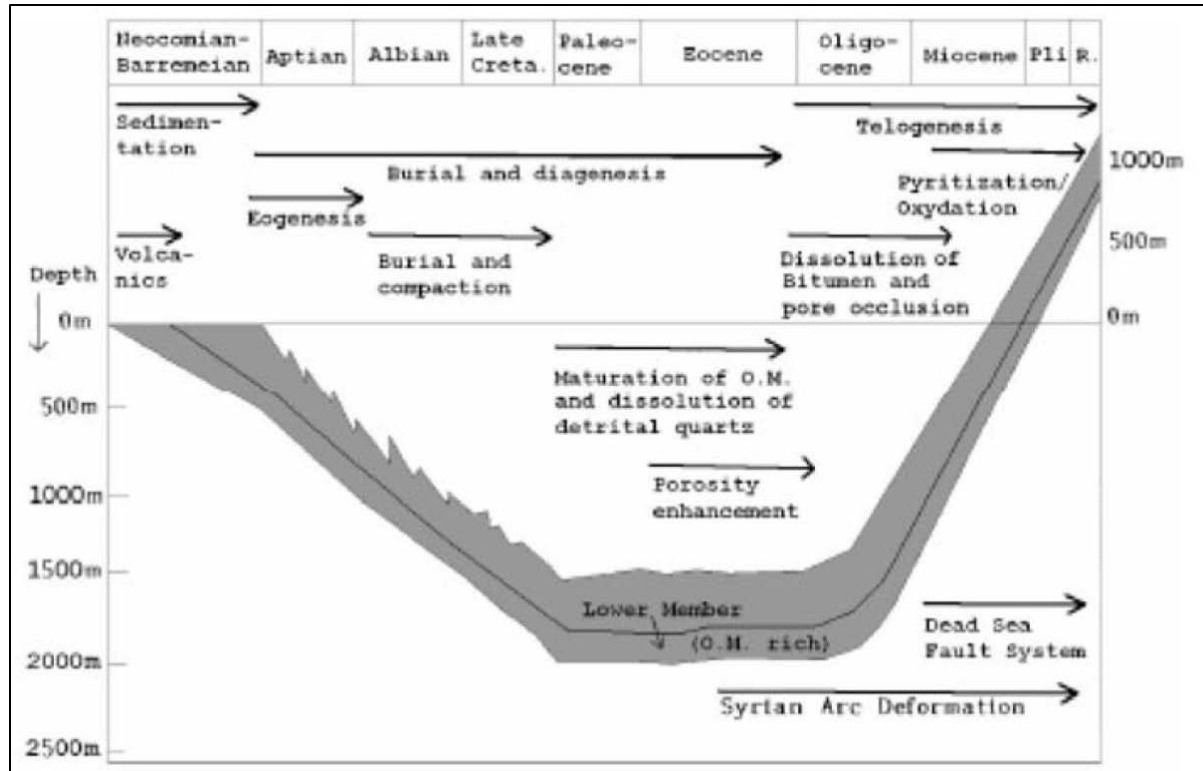 Neocomian-
Barremeian
Aptian
Albian
Late
Creta.
Paleo-
cene
Eocene
Oligo-
cene
Miocene
Pli
R.
Sedimen-
tation
Telogenesis
Burial and diagenesis
1000m
Pyritization/
Oxydation
Eogenesis
500m
Volca-
nics
Burial and
compaction
Dissolution of
Bitumen and
pore occlusion
Depth
0m
0m
Maturation of O.M.
and dissolution of
detrital quartz
500m
Porosity
enhancement
1000m
1500m
Lower Member
(O.M. rich)
Dead Sea
Fault System
2000m
Syrian Arc Deformation
2500m